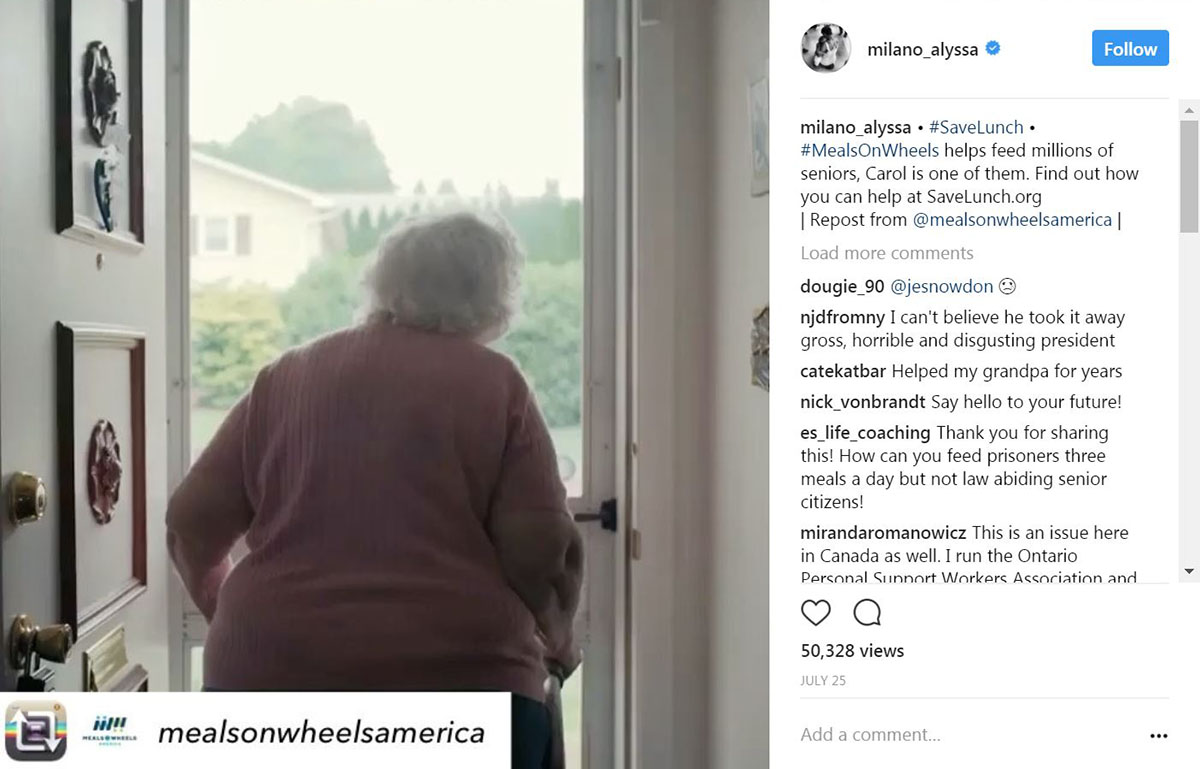 milano_alyssa
Follow
milano_alyssa • #SaveLunch •
#MealsOnWheels helps feed millions of
seniors, Carol is one of them. Find out how
you can help at SaveLunch.org
| Repost from @mealsonwheelsamerica |
Load more comments
dougie_90 @jesnowdon
njdfromny I can't believe he took it away
gross, horrible and disgusting president
catekatbar Helped my grandpa for years
nick_vonbrandt Say hello to your future!
es_life_coaching Thank you for sharing
this! How can you feed prisoners three
meals a day but not law abiding senior
citizens!
mirandaromanowicz This is an issue here
in Canada as well. I run the Ontario
Personal Support Workers Association and
50,328 views
JULY 25
Add a comment...
MEALS ON WHEELS
AMERICA
mealsonwheelsamerica